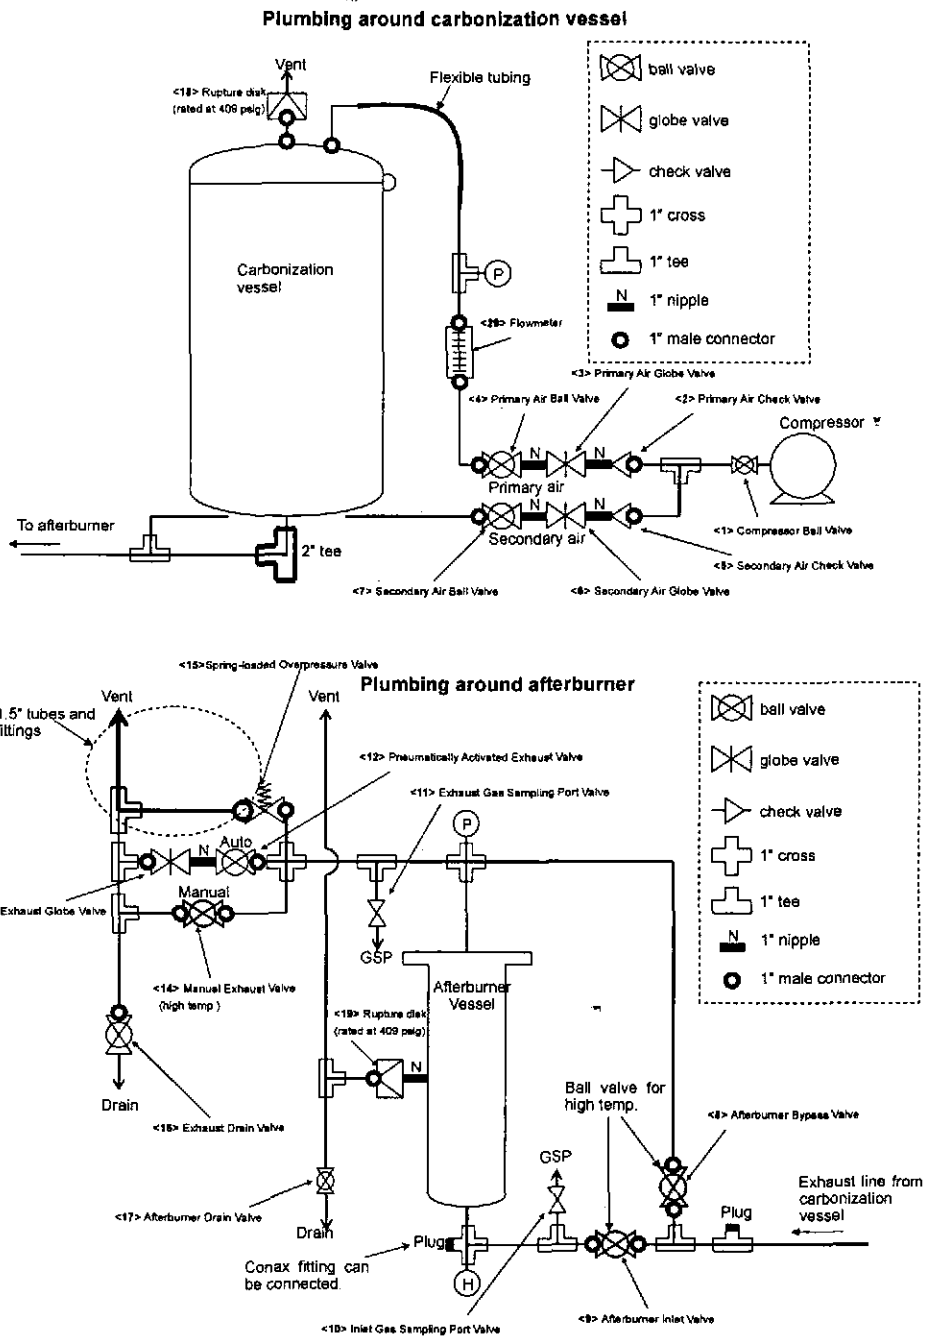 Plumbing around carbonization vessel
Vent
<18> Rupture disk
(rated at 409 psig)
Flexible tubing
ball valve
globe valve
check valve
1" cross
1" tee
N
1" nipple
1" male connector
Carbonization
vessel
P
<20> Flowmeter
<3> Primary Air Globe Valve
<4> Primary Air Ball Valve
<2> Primary Air Check Valve
Compressor
N N
Primary air
N N
Secondary air
To afterburner
2" tee
<1> Compressor Ball Valve
<5> Secondary Air Check Valve
<7> Secondary Air Ball Valve
<6> Secondary Air Globe Valve
<15>Spring-loaded Overpressure Valve
Plumbing around afterburner
Vent
Vent
1.5" tubes and
fittings
<12> Pneumatically Activated Exhaust Valve
<11> Exhaust Gas Sampling Port Valve
ball valve
globe valve
check valve
1" cross
1" tee
N
1" nipple
1" male connector
P
N
Auto
Manual
Exhaust Globe Valve
GSP
<14> Manual Exhaust Valve
(high temp.)
Afterburner
Vessel
<19> Rupture disk
(rated at 409 psig)
N
Drain
<16> Exhaust Drain Valve
Ball valve for
high temp.
<8> Afterburner Bypass Valve
GSP
Exhaust line from
carbonization
vessel
Plug
<17> Afterburner Drain Valve
Drain
Plug
Conax fitting can
be connected.
H
<9> Afterburner Inlet Valve
<10> Inlet Gas Sampling Port Valve